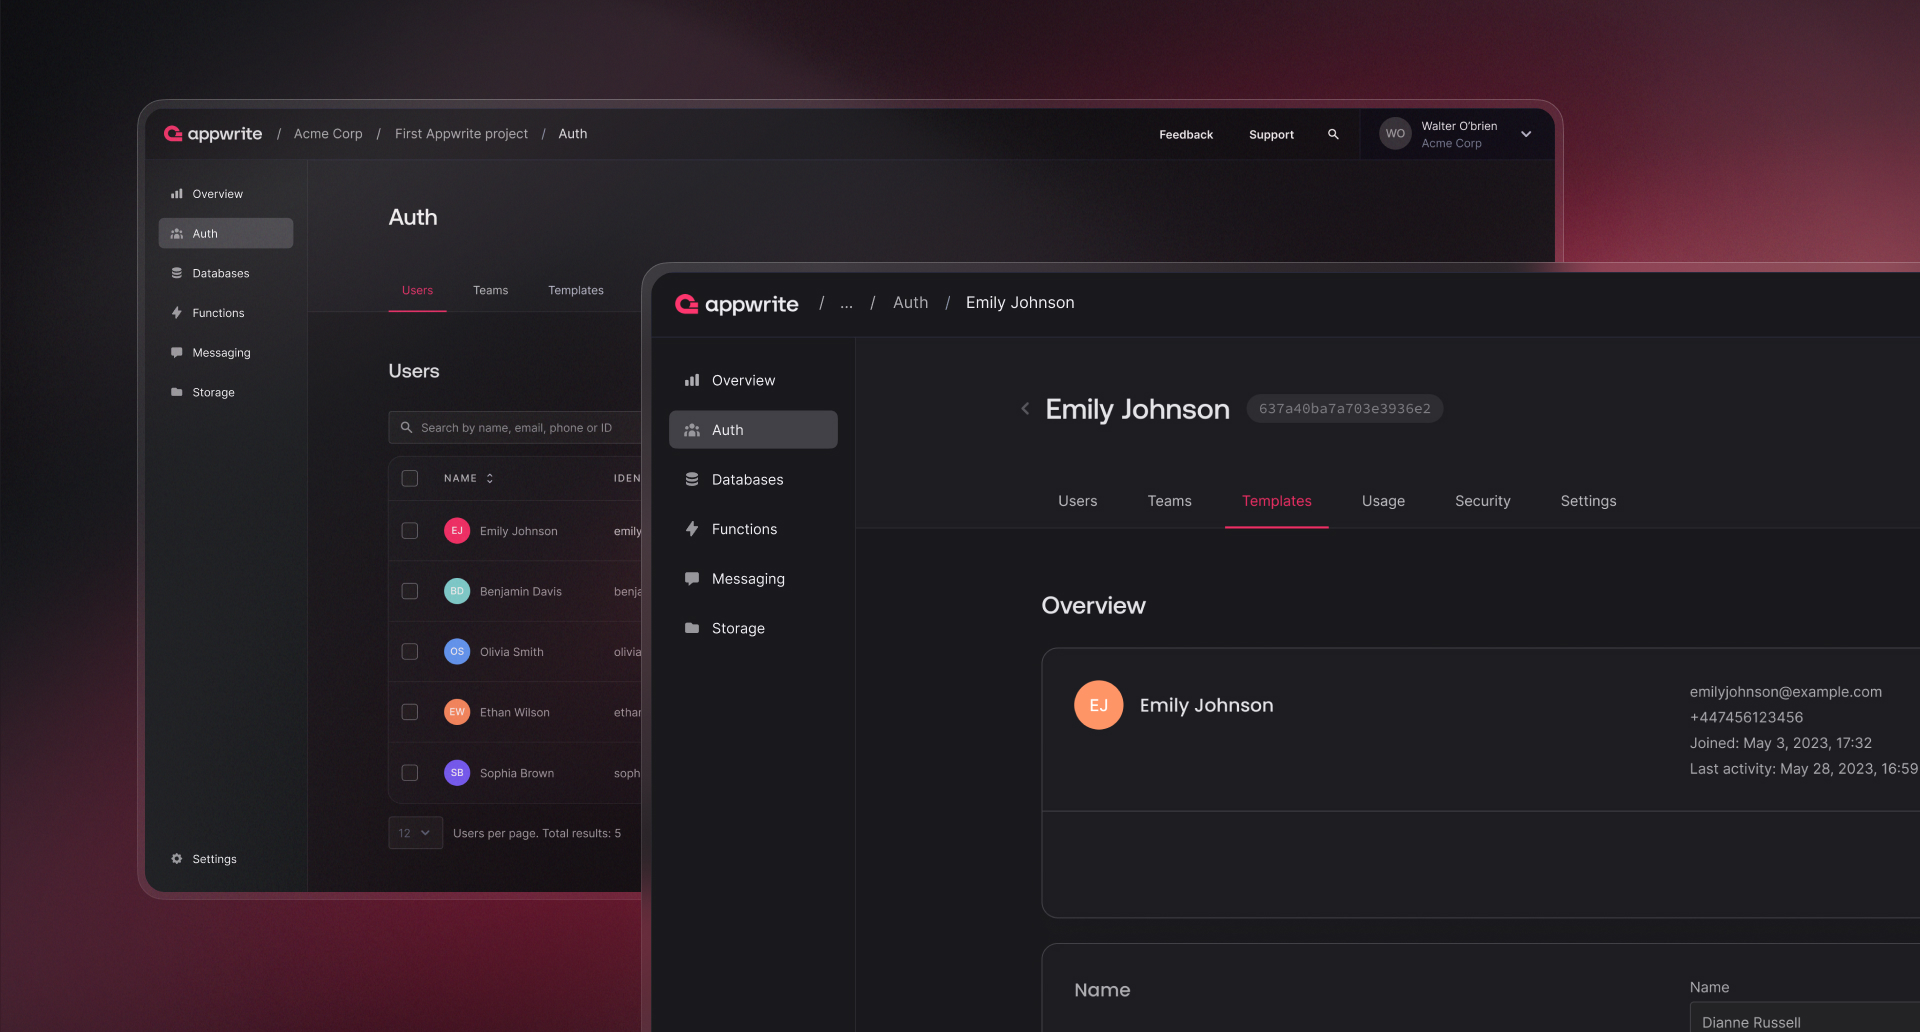 appwrite / Acme Corp / First Appwrite project / Auth
Feedback Support
WO Walter O'brien
Acme Corp
Overview
Auth
Databases
Functions
Messaging
Storage
Settings
Auth
Users Teams Templates
Users
Search by name, email, phone or ID
NAME IDEN
EJ Emily Johnson emily
BD Benjamin Davis benja
OS Olivia Smith olivia
EW Ethan Wilson ethan
SB Sophia Brown soph
12 Users per page. Total results: 5
appwrite / ... / Auth / Emily Johnson
Overview
Auth
Databases
Functions
Messaging
Storage
Emily Johnson 637a40ba7a703e3936e2
Users Teams Templates Usage Security Settings
Overview
EJ Emily Johnson
emilyjohnson@example.com
+447456123456
Joined: May 3, 2023, 17:32
Last activity: May 28, 2023, 16:59
Name
Name
Dianne Russell